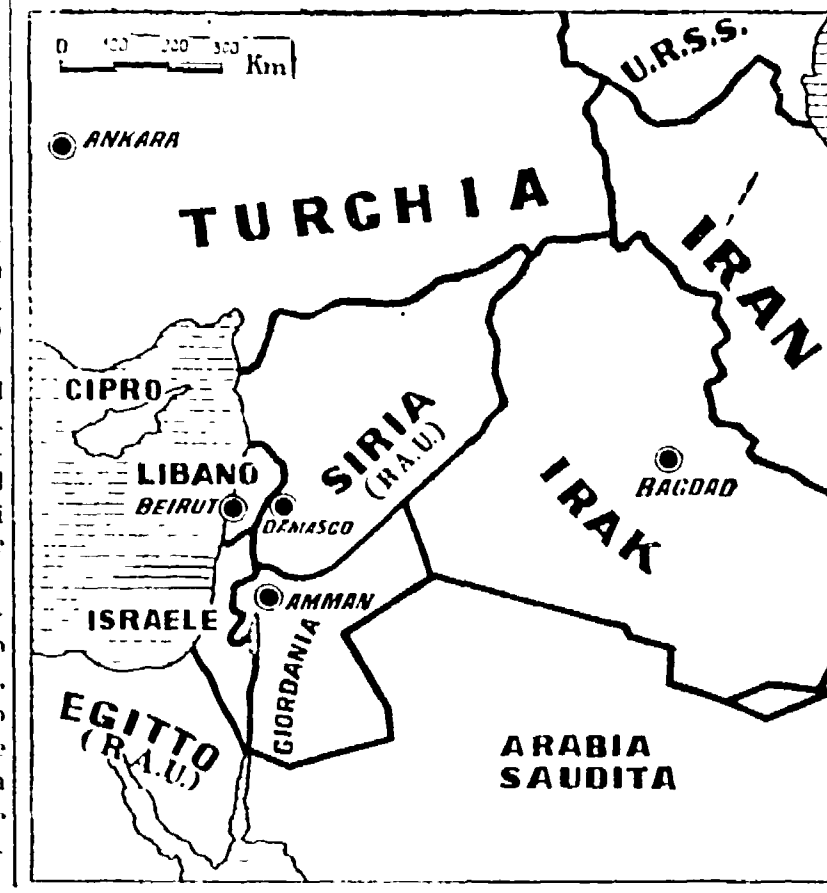 0 100 200 300
Km
U.R.S.S.
ANKARA
TURCHIA
IRAN
CIPRO
SIRIA
(R.A.U.)
LIBANO
BEIRUT
DAMASCO
IRAK
BAGDAD
ISRAELE
AMMAN
GIORDANIA
EGITTO
(R.A.U.)
ARABIA
SAUDITA